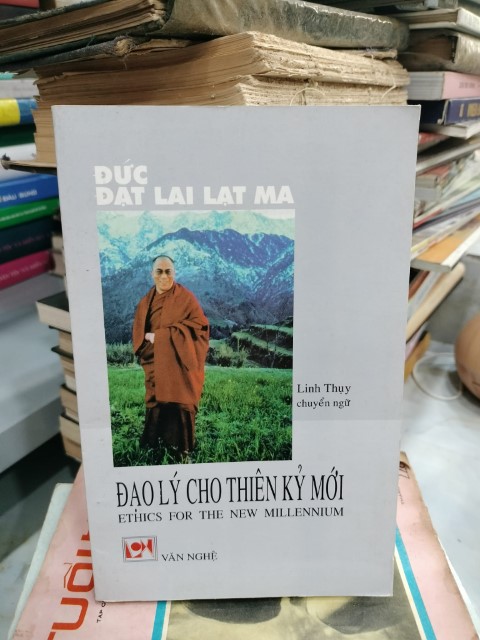 ĐỨC
ĐẠT LAI LẠT MA
Linh Thụy
chuyển ngữ
ĐẠO LÝ CHO THIÊN KỶ MỚI
ETHICS FOR THE NEW MILLENNIUM
VĂN NGHỆ